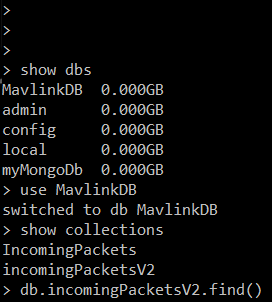 >
>
>
> show dbs
MavlinkDB  0.000GB
admin      0.000GB
config     0.000GB
local      0.000GB
myMongoDb  0.000GB
> use MavlinkDB
switched to db MavlinkDB
> show collections
IncomingPackets
incomingPacketsV2
> db.incomingPacketsV2.find()